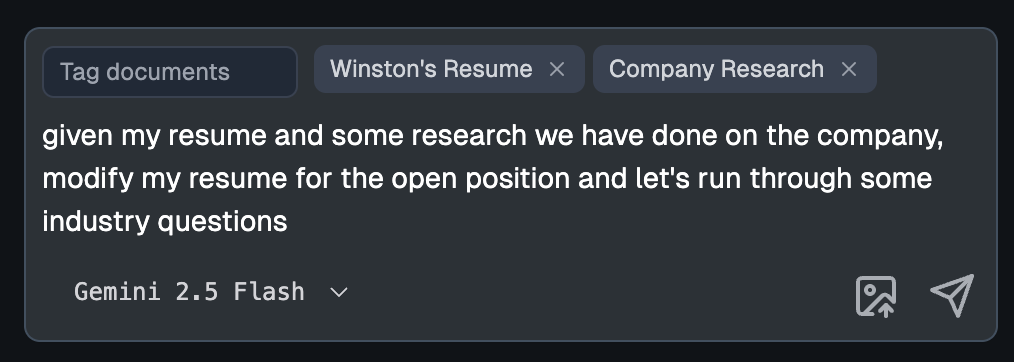 Tag documents Winston's Resume Company Research
given my resume and some research we have done on the company,
modify my resume for the open position and let's run through some
industry questions
Gemini 2.5 Flash